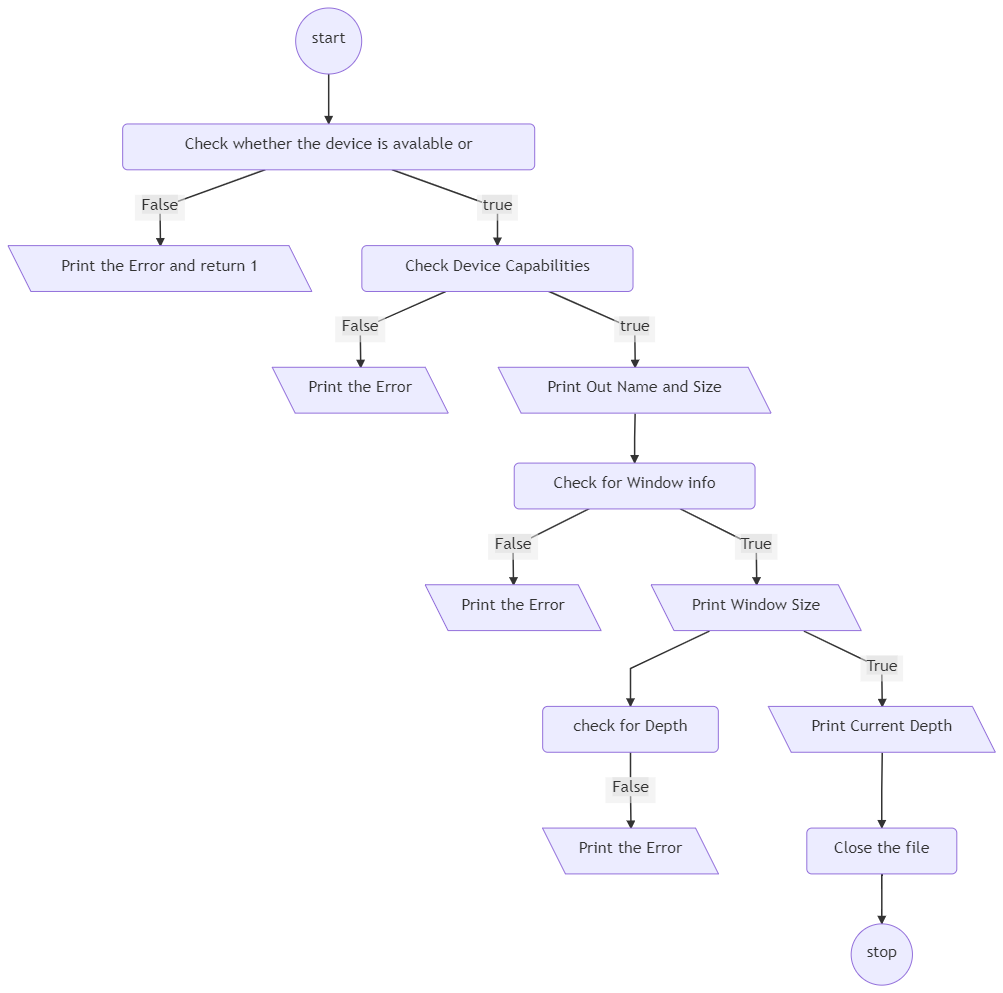 start
Check whether the device is avalable or
False
true
Print the Error and return 1
Check Device Capabilities
False
true
Print the Error
Print Out Name and Size
Check for Window info
False
True
Print the Error
Print Window Size
True
check for Depth
Print Current Depth
False
Print the Error
Close the file
stop